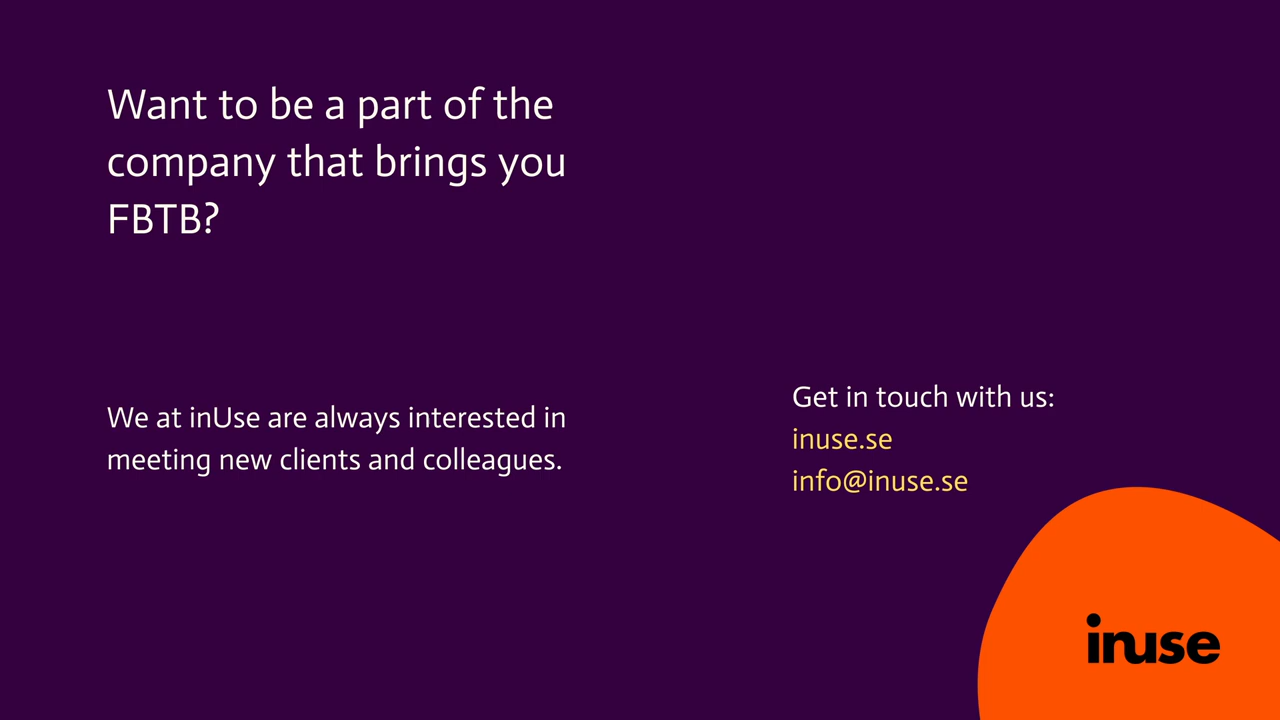 Want to be a part of the
company that brings you
FBTB?
We at inUse are always interested in
meeting new clients and colleagues.
Get in touch with us:
inuse.se
info@inuse.se
inuse